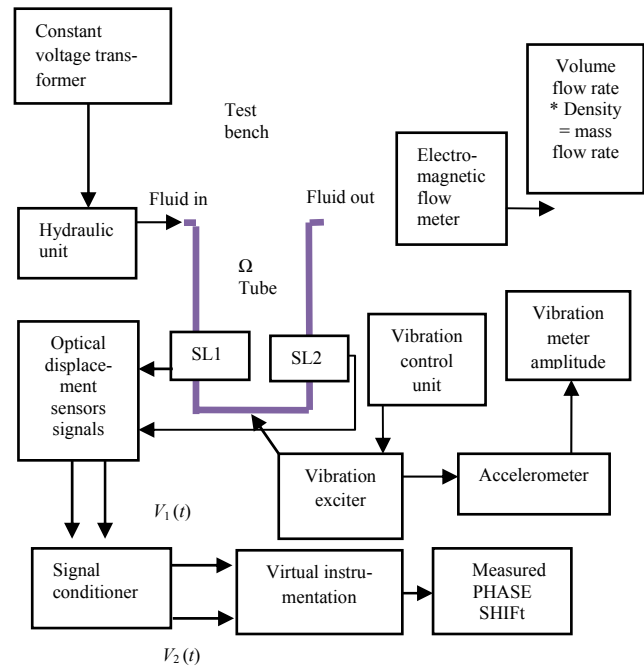 Constant
voltage trans-
former
Volume
flow rate
* Density
= mass
flow rate
Test
bench
Electro-
magnetic
flow
meter
Fluid in
Fluid out
Hydraulic
unit
Ω
Tube
Optical
displace-
ment
sensors
signals
SL1
SL2
Vibration
control
unit
Vibration
meter
amplitude
Vibration
exciter
Accelerometer
V1 (t)
Signal
conditioner
Virtual instru-
mentation
Measured
PHASE
SHIFt
V2 (t)